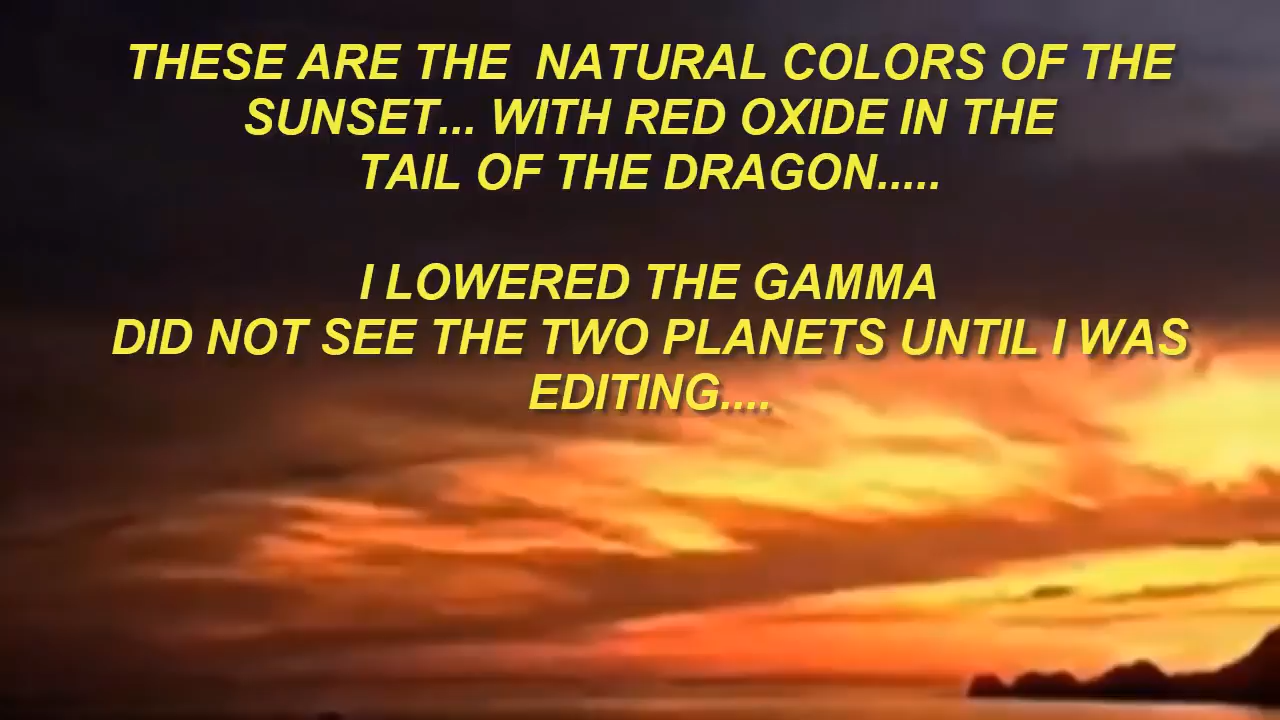 THESE ARE THE  NATURAL COLORS OF THE
SUNSET... WITH RED OXIDE IN THE
TAIL OF THE DRAGON.....
I LOWERED THE GAMMA
DID NOT SEE THE TWO PLANETS UNTIL I WAS
EDITING....